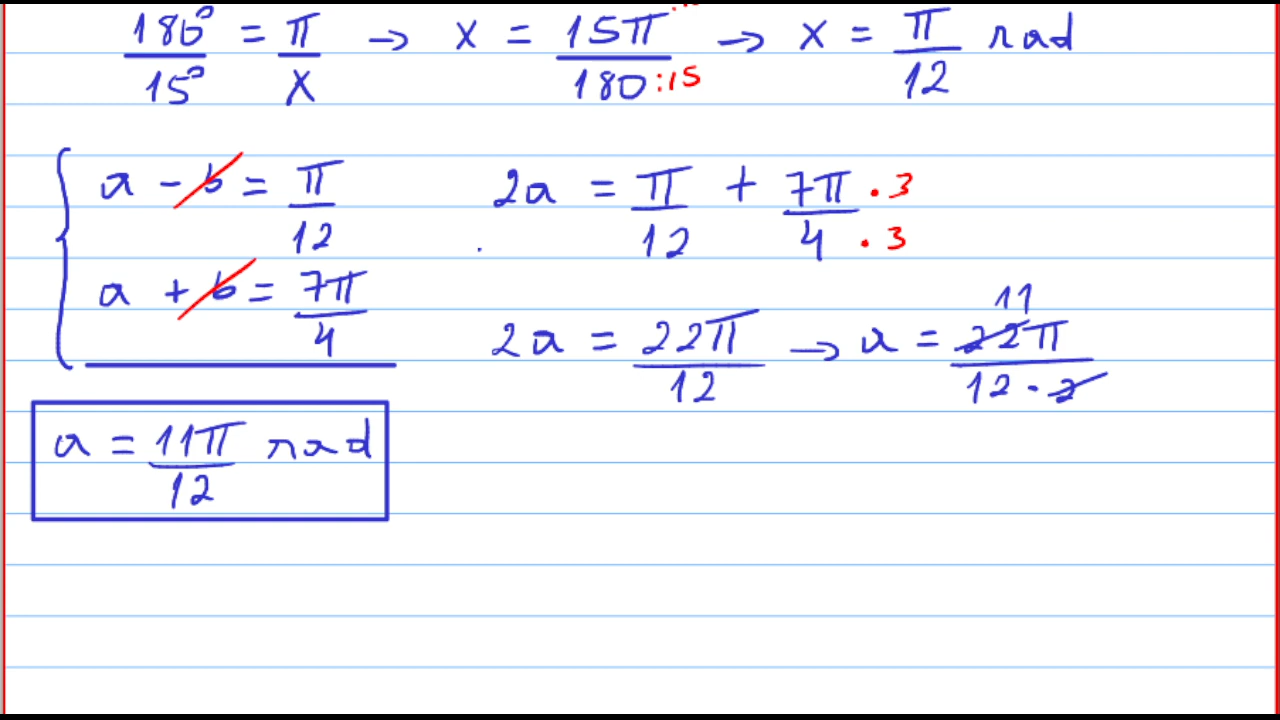 180°/15° = π/x → x = 15π/180 :15 → x = π/12 rad
a - b = π/12
a + b = 7π/4
2a = π/12 + 7π/4 · 3 · 3
2a = 22π/12 → a = 22π/12 · 2 11
a = 11π/12 rad